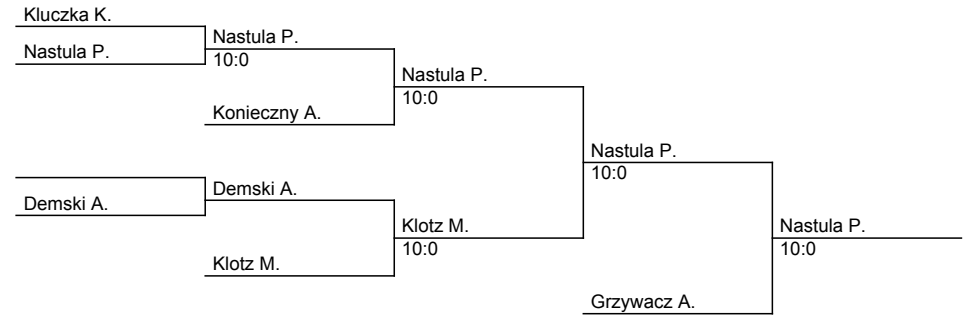 Kluczka K.
Nastula P.
Nastula P.
10:0
Konieczny A.
Nastula P.
10:0
Demski A.
Demski A.
Klotz M.
Klotz M.
10:0
Nastula P.
10:0
Grzywacz A.
Nastula P.
10:0